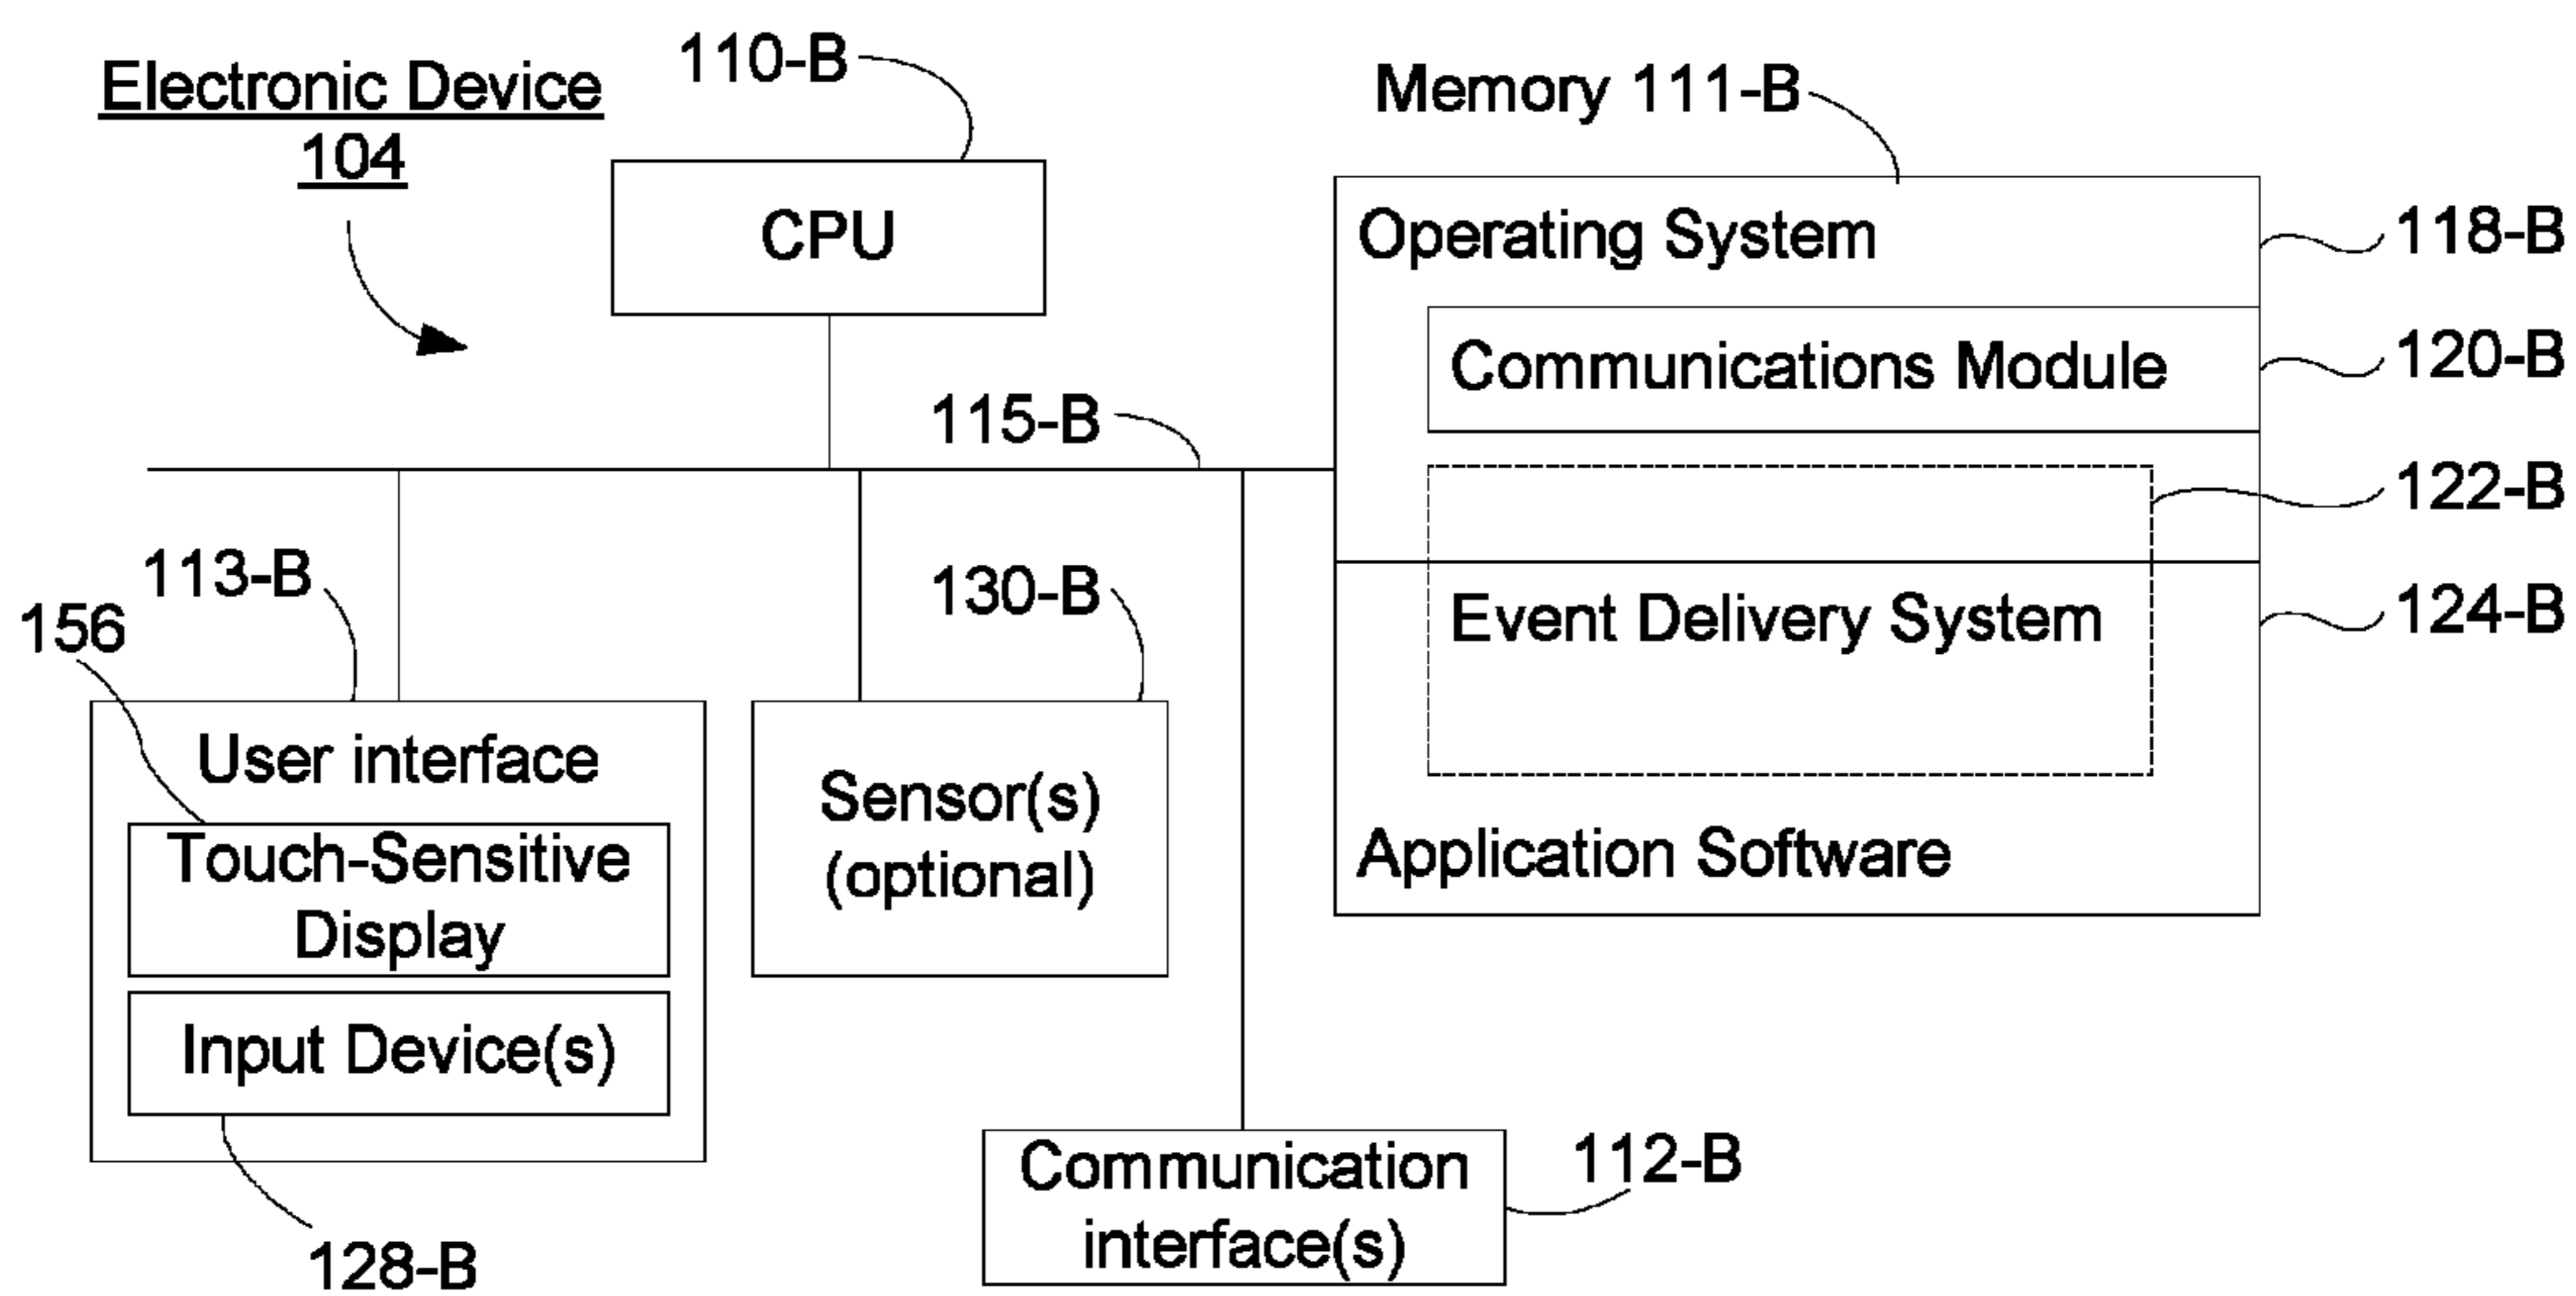 Electronic Device
104
110-B
CPU
Memory 111-B
Operating System
118-B
Communications Module
120-B
115-B
122-B
Event Delivery System
124-B
Application Software
113-B
156
User interface
Touch-Sensitive
Display
Input Device(s)
128-B
130-B
Sensor(s)
(optional)
Communication
interface(s)
112-B